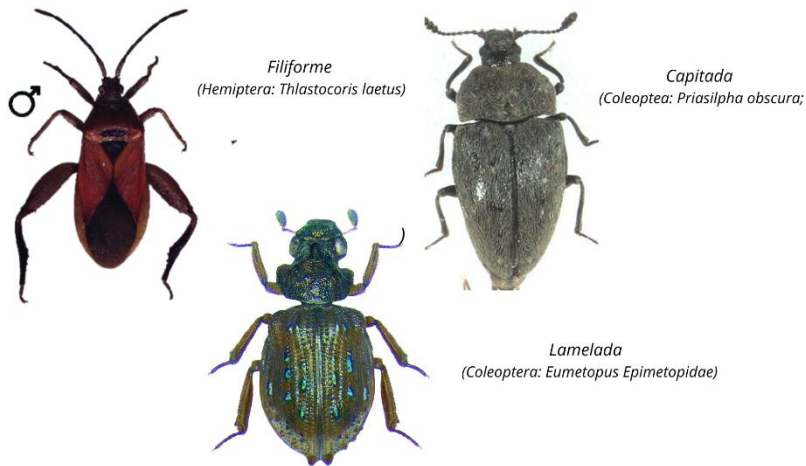 Filiforme
(Hemiptera: Thlastocoris laetus)
Capitada
(Coleoptea: Priasilpha obscura;
Lamelada
(Coleoptera: Eumetopus Epimetopidae)